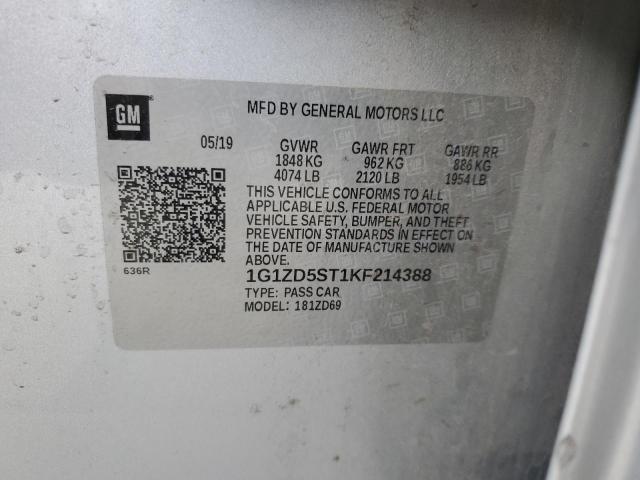 GM
MFD BY GENERAL MOTORS LLC
05/19 GVWR GAWR FRT GAWR RR
1848 KG 962 KG 886 KG
4074 LB 2120 LB 1954 LB
THIS VEHICLE CONFORMS TO ALL
APPLICABLE U.S. FEDERAL MOTOR
VEHICLE SAFETY, BUMPER, AND THEFT
PREVENTION STANDARDS IN EFFECT ON
THE DATE OF MANUFACTURE SHOWN
ABOVE.
636R
1G1ZD5ST1KF214388
TYPE: PASS CAR
MODEL: 181ZD69